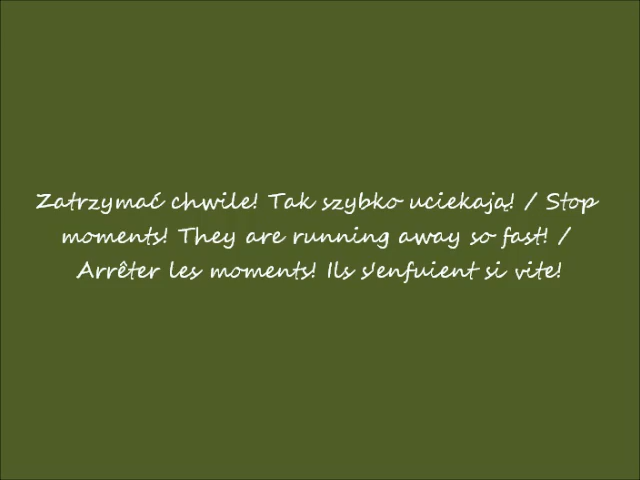 Zatrzymać chwile! Tak szybko uciekają! / Stop
moments! They are running away so fast! /
Arrêter les moments! Ils s'enfuient si vite!